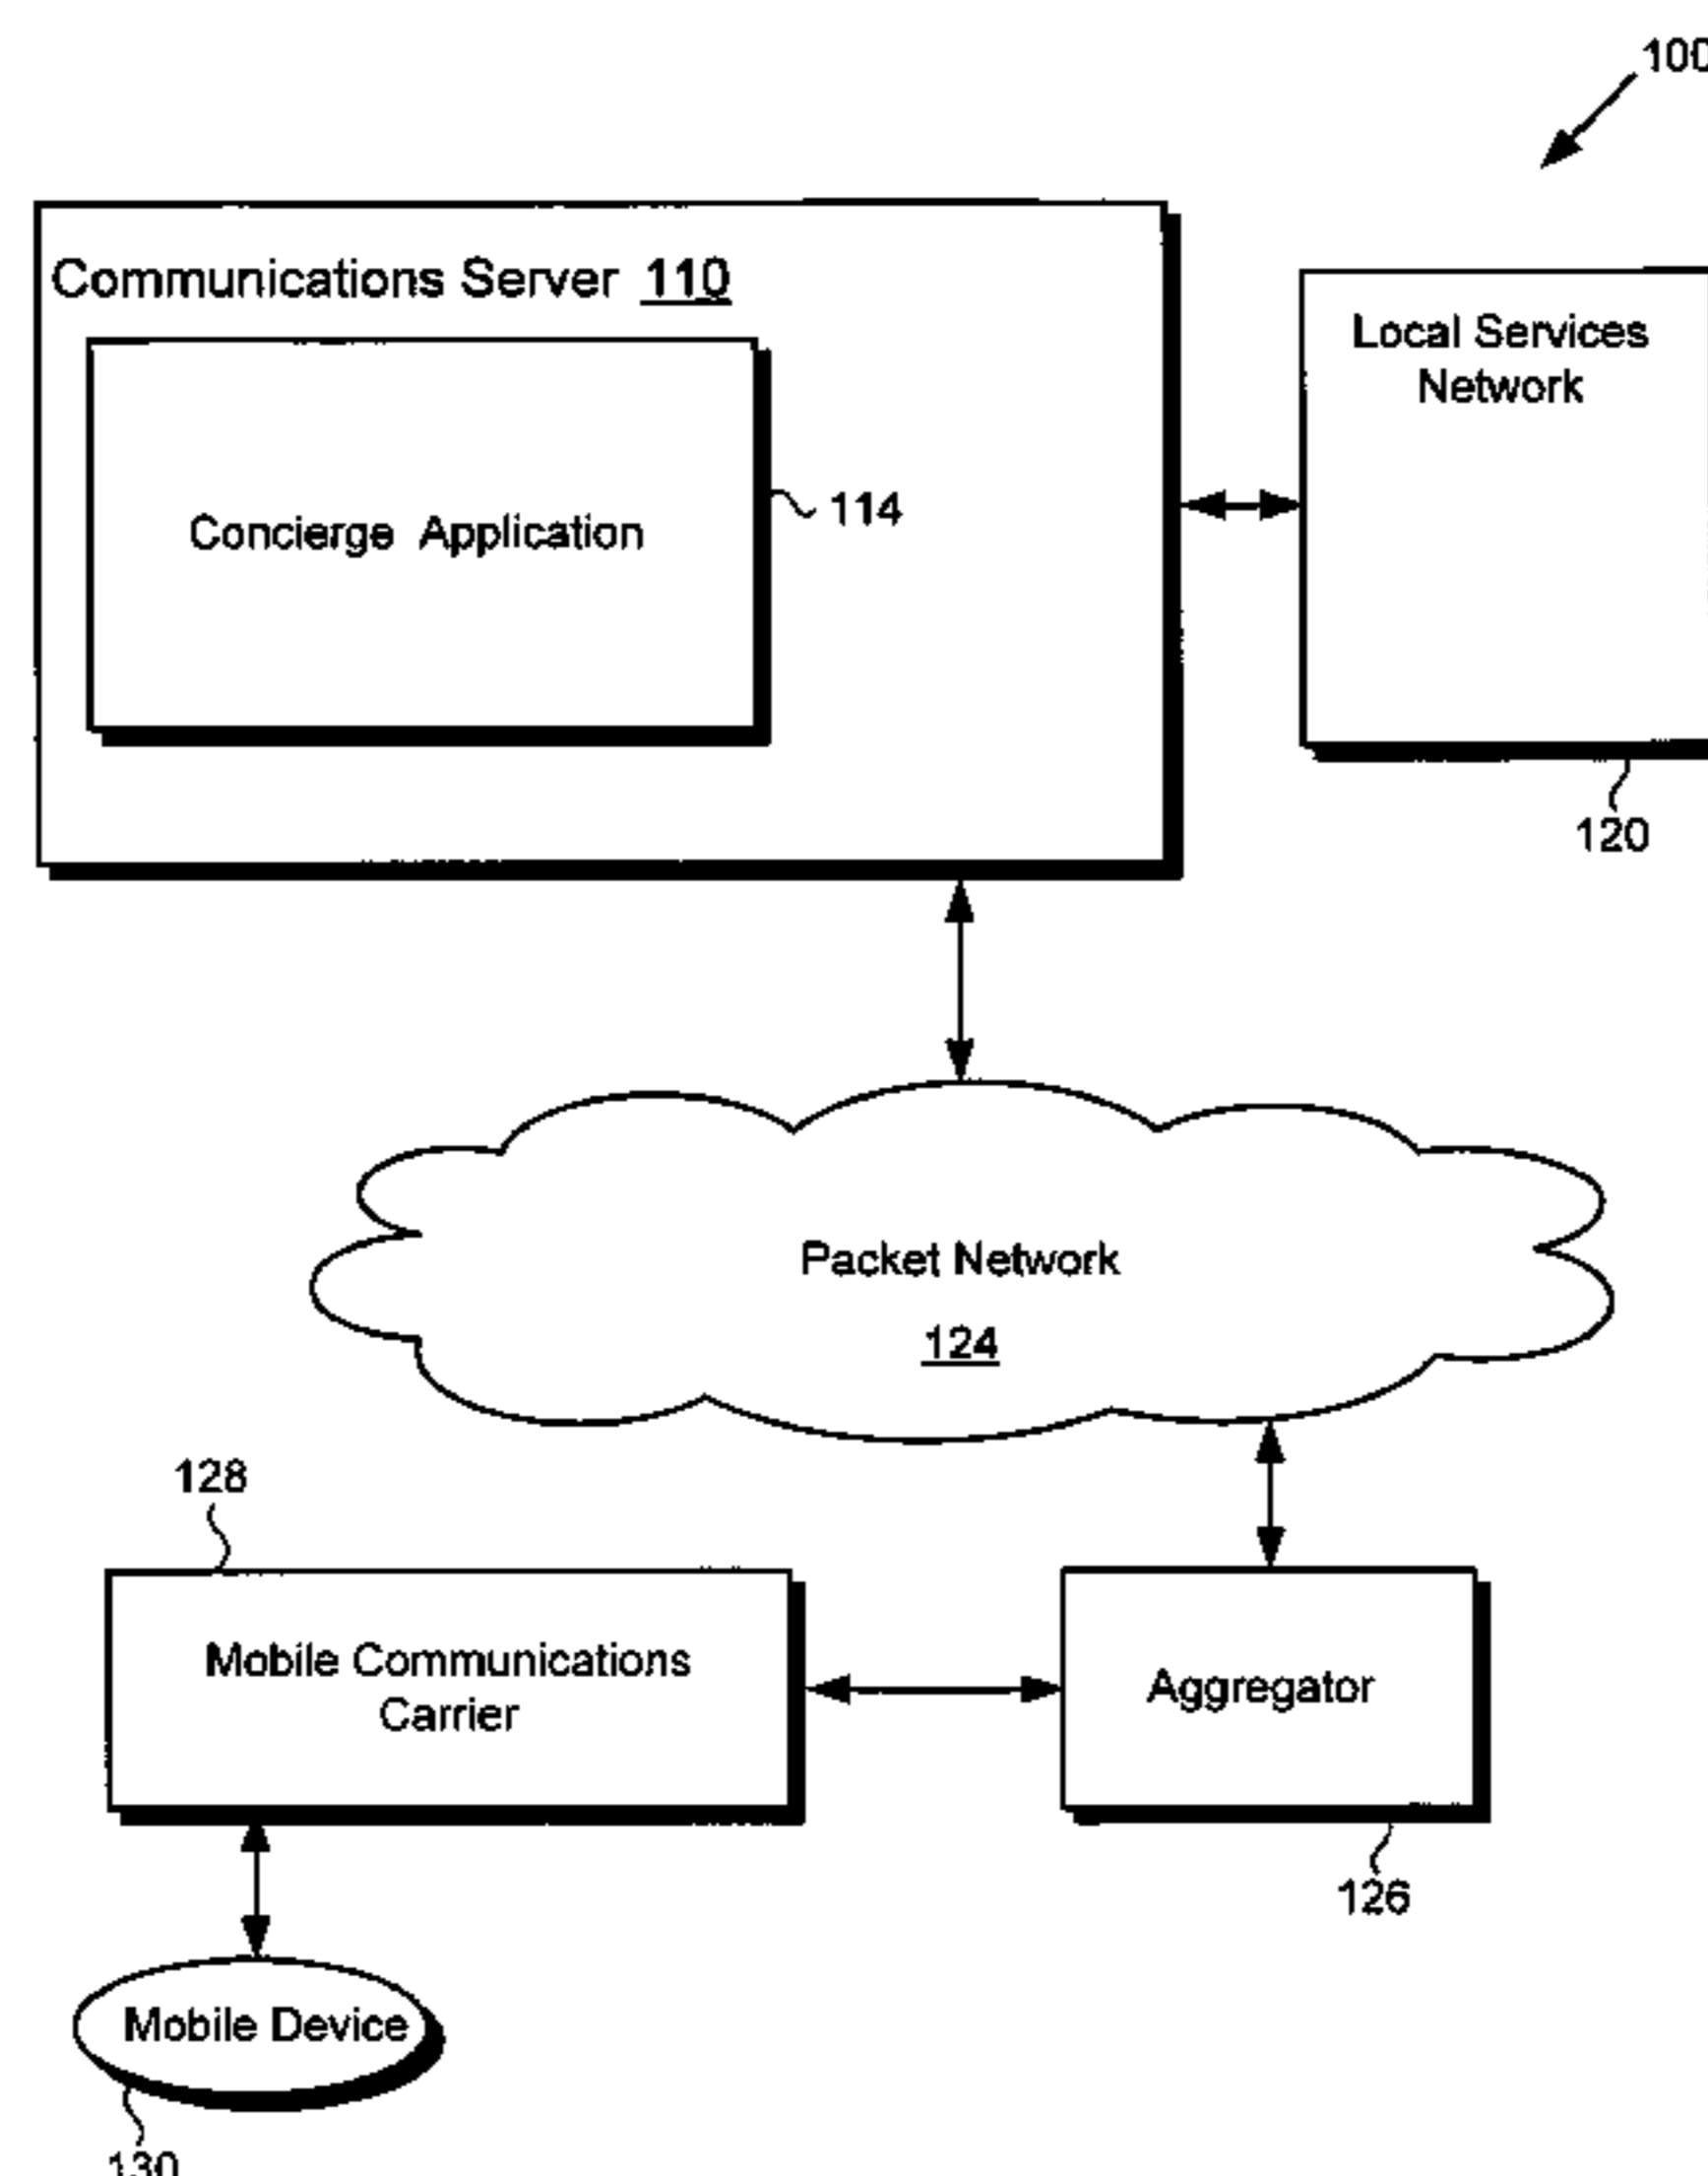 100
Communications Server 110
Local Services
Network
Concierge Application
114
120
Packet Network
124
128
Mobile Communications
Carrier
Aggregator
126
Mobile Device
130